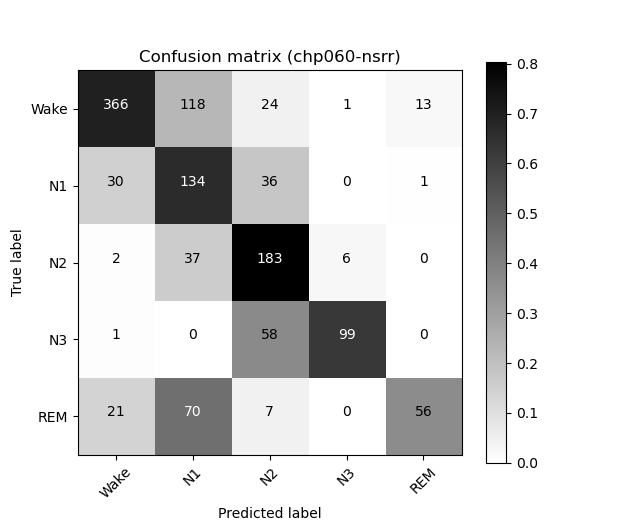 Confusion matrix (chp060-nsrr)
0.8
0.7
0.6
0.5
0.4
0.3
0.2
0.1
0.0
Wake 366 118 24 1 13
N1 30 134 36 0 1
N2 2 37 183 6 0
N3 1 0 58 99 0
REM 21 70 7 0 56
True label
Wake N1 N2 N3 REM
Predicted label